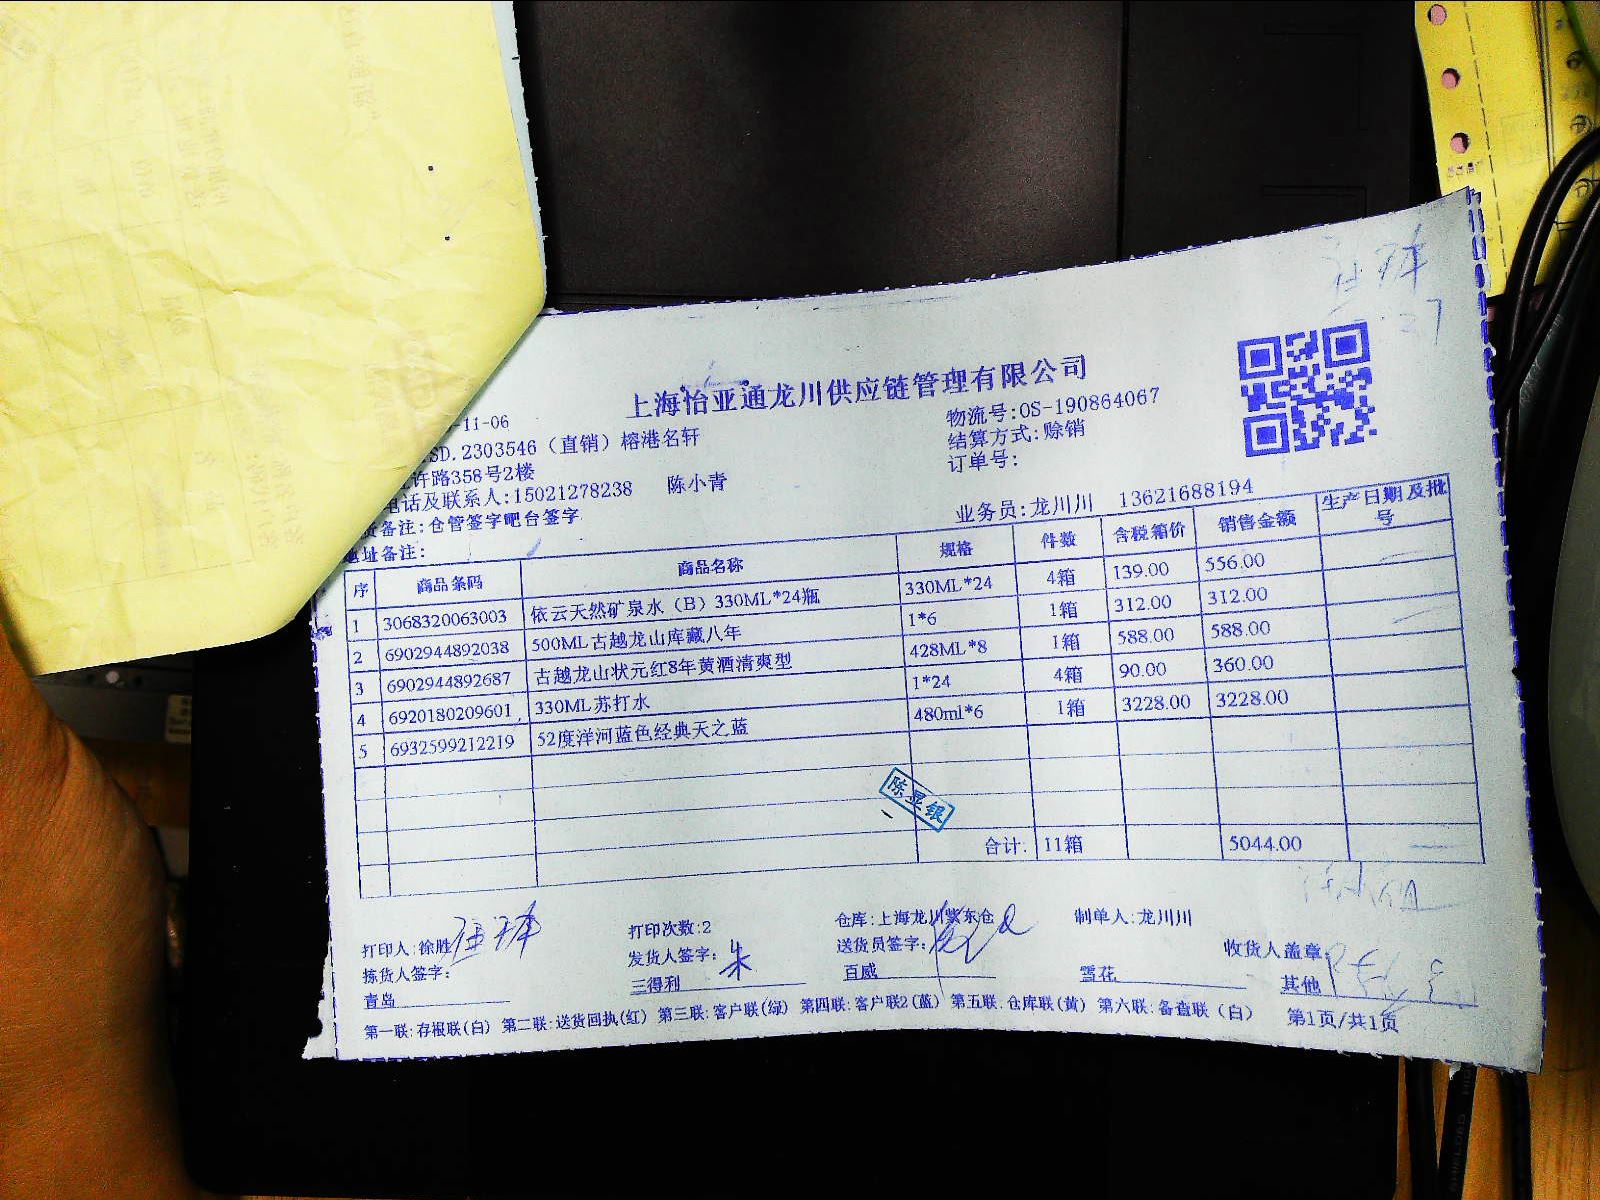 上海怡亚通龙川供应链管理有限公司
-11-06
物流号:OS-190864067
SD.2303546（直销）榕港名轩
结算方式:赊销
许路358号2楼
订单号:
电话及联系人:15021278238 陈小青
业务员:龙川川 13621688194
货备注:仓管签字吧台签字
地址备注:
序 商品条码 商品名称 规格 件数 含税箱价 销售金额 生产日期及批号
1 3068320063003 依云天然矿泉水（B）330ML*24瓶 330ML*24 4箱 139.00 556.00
2 6902944892038 500ML古越龙山库藏八年 1*6 1箱 312.00 312.00
3 6902944892687 古越龙山状元红8年黄酒清爽型 428ML*8 1箱 588.00 588.00
4 6920180209601 330ML苏打水 1*24 4箱 90.00 360.00
5 6932599212219 52度洋河蓝色经典天之蓝 480ml*6 1箱 3228.00 3228.00
陈显银
合计: 11箱 5044.00
打印人:徐胜 打印次数:2 仓库:上海龙川紫东仓 制单人:龙川川
拣货人签字: 发货人签字: 朱 送货员签字: 收货人盖章:
青岛 三得利 百威 雪花 其他
第一联:存根联(白) 第二联:送货回执(红) 第三联:客户联(绿) 第四联:客户联2(蓝) 第五联.仓库联(黄) 第六联:备查联（白） 第1页/共1页